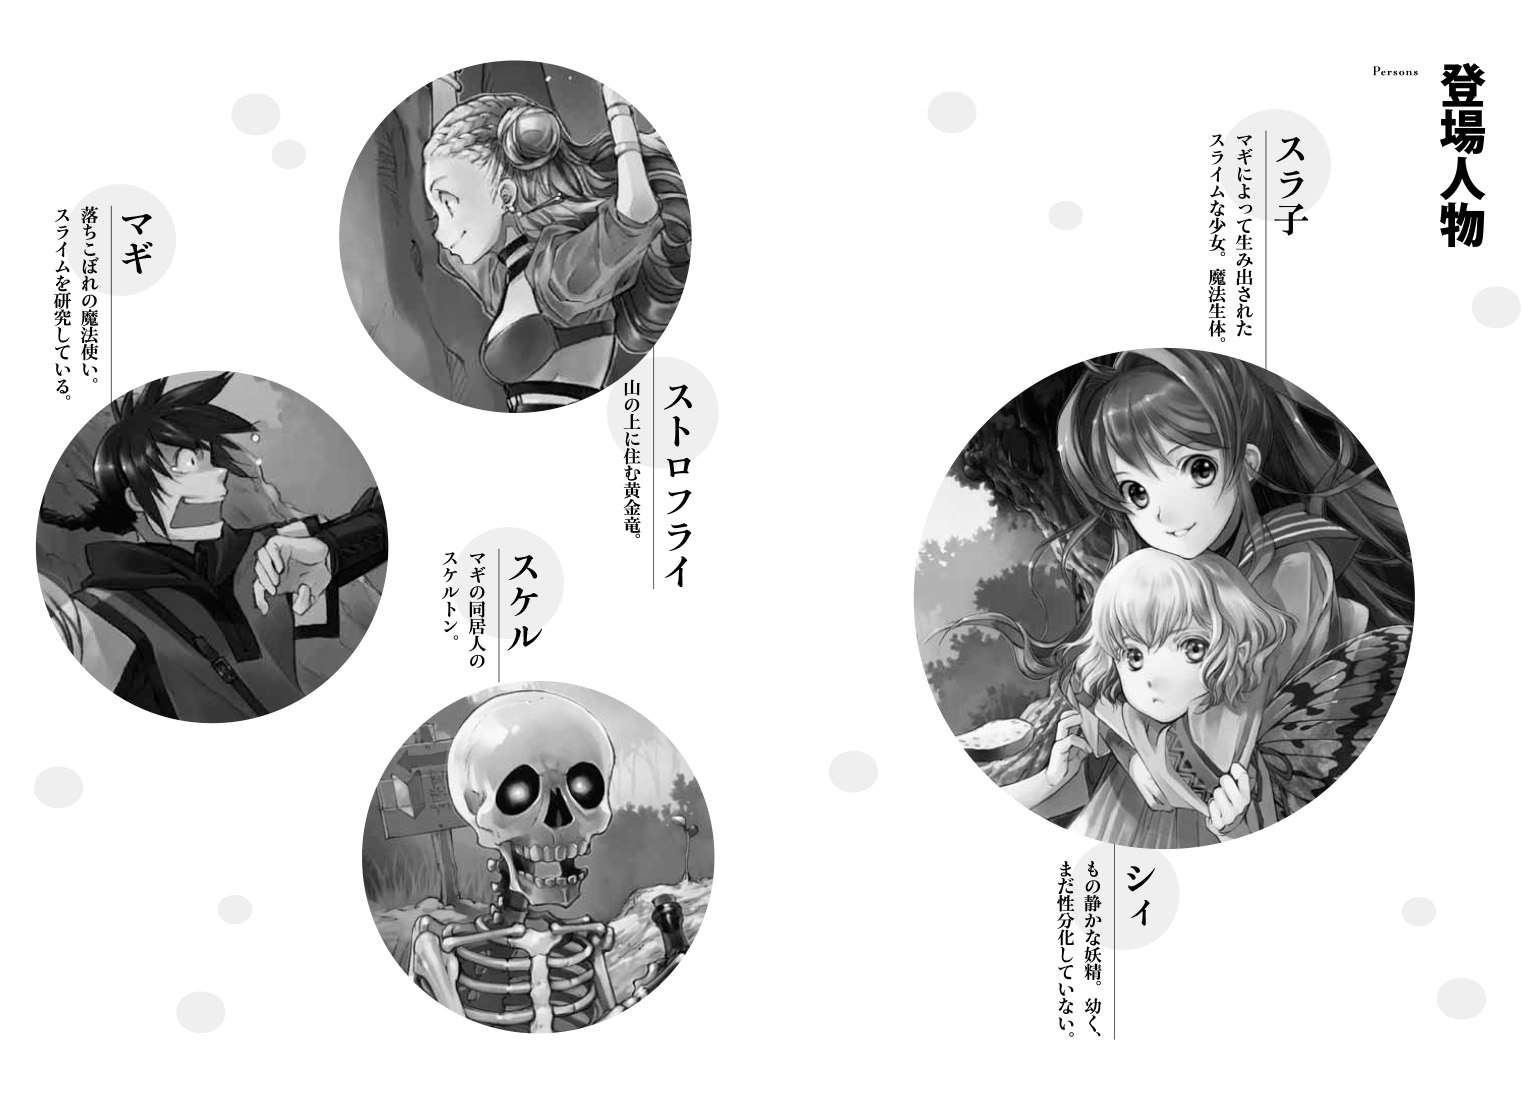 登場人物
Persons
スラ子
マギによって生み出された
スライムな少女。魔法生体。
シィ
もの静かな妖精。幼く、
まだ性分化していない。
ストロフライ
山の上に住む黄金竜。
スケル
マギの同居人の
スケルトン。
マギ
落ちこぼれの魔法使い。
スライムを研究している。